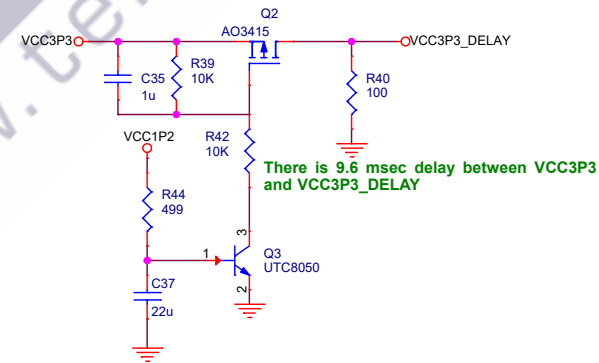 Q2
AO3415
VCC3P3
VCC3P3_DELAY
R39
10K
C35
1u
R40
100
VCC1P2
R42
10K
There is 9.6 msec delay between VCC3P3
and VCC3P3_DELAY
R44
499
3
1
Q3
UTC8050
2
C37
22u